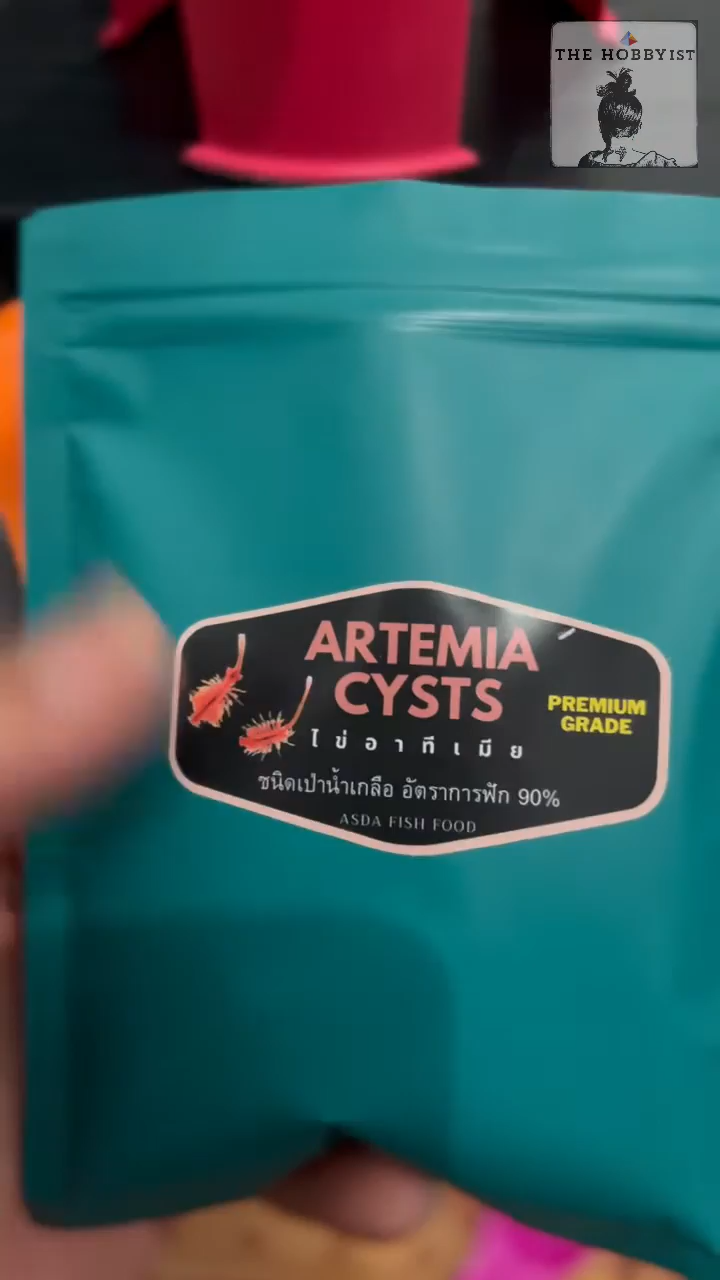 THE HOBBYIST
ARTEMIA
CYSTS
PREMIUM
GRADE
ไข่อาทีเมีย
ชนิดเป่าน้ำเกลือ อัตราการฟัก 90%
ASDA FISH FOOD